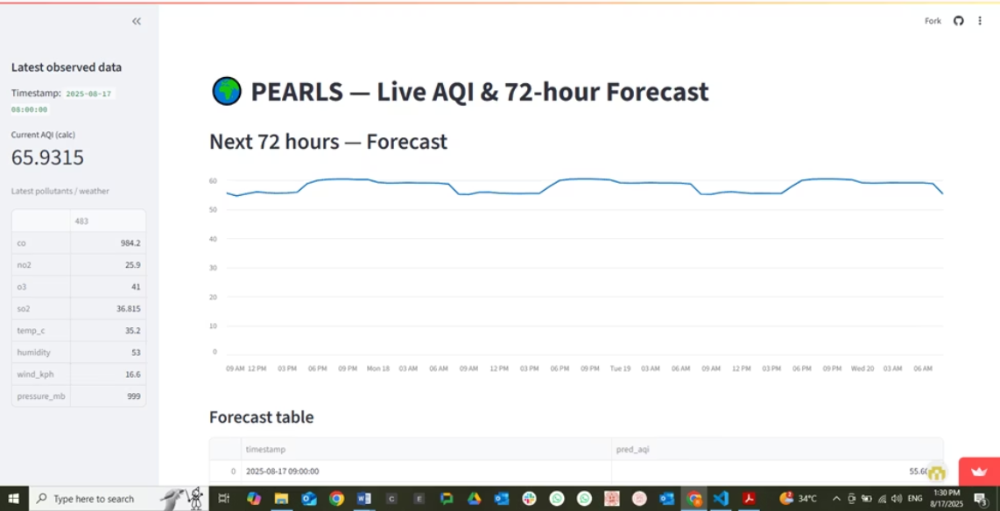 Fork
Latest observed data
Timestamp: 2025-08-17
08:00:00
Current AQI (calc)
65.9315
Latest pollutants / weather
483
co 984.2
no2 25.9
o3 41
so2 36.815
temp_c 35.2
humidity 53
wind_kph 16.6
pressure_mb 999
PEARLS — Live AQI & 72-hour Forecast
Next 72 hours — Forecast
60
50
40
30
20
10
0
09 AM 12 PM 03 PM 06 PM 09 PM Mon 18 03 AM 06 AM 09 AM 12 PM 03 PM 06 PM 09 PM Tue 19 03 AM 06 AM 09 AM 12 PM 03 PM 06 PM 09 PM Wed 20 03 AM 06 AM
Forecast table
timestamp pred_aqi
0 2025-08-17 09:00:00
Type here to search
34°C ENG 1:30 PM
8/17/2025